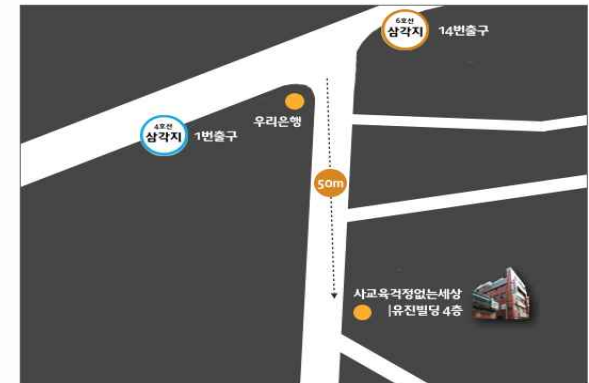 6호선
삼각지 14번출구
우리은행
4호선
삼각지 1번출구
50m
사교육걱정없는세상
|유진빌딩 4층